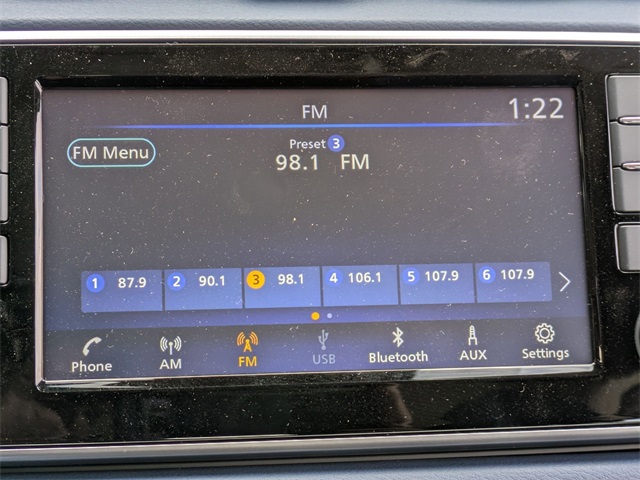 FM 1:22
FM Menu
Preset 3
98.1 FM
1 87.9 2 90.1 3 98.1 4 106.1 5 107.9 6 107.9
Phone AM FM USB Bluetooth AUX Settings